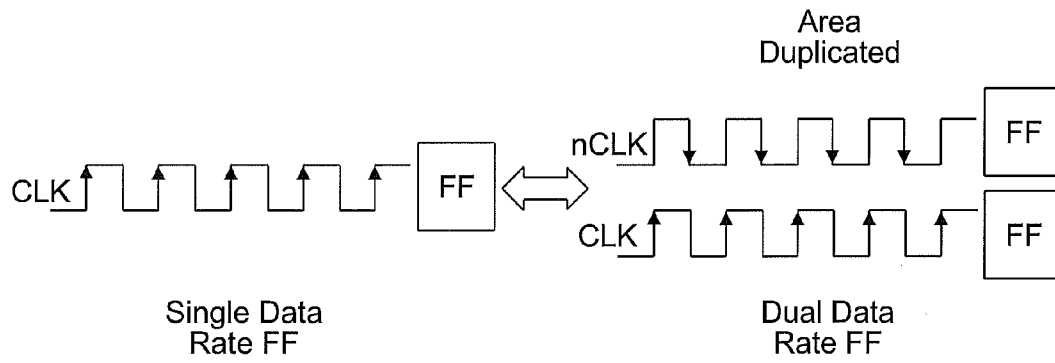 Area
Duplicated
nCLK
FF
CLK
FF
CLK
FF
Single Data
Rate FF
Dual Data
Rate FF